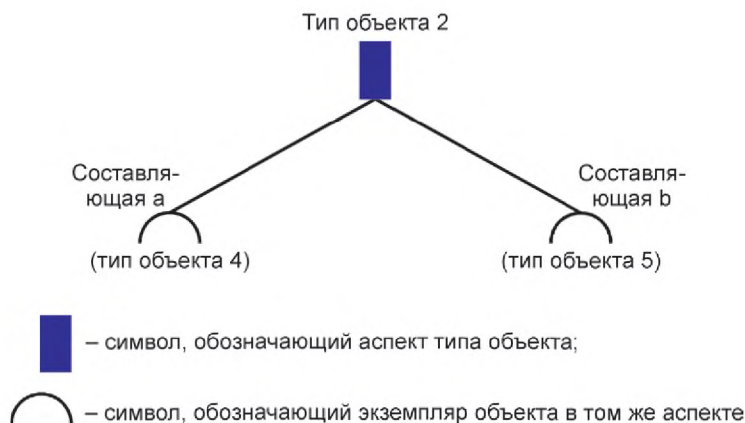 Тип объекта 2
Составля-
ющая a
Составля-
ющая b
(тип объекта 4)
(тип объекта 5)
– символ, обозначающий аспект типа объекта;
– символ, обозначающий экземпляр объекта в том же аспекте